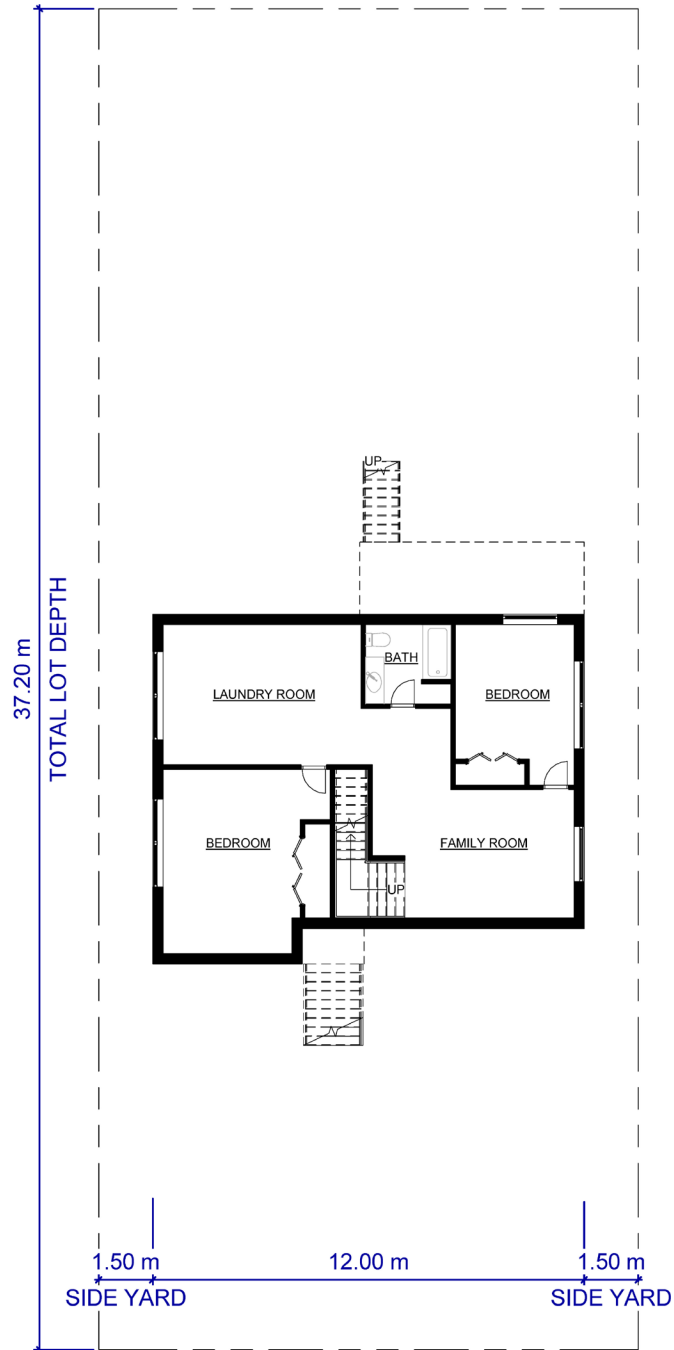 37.20 m
TOTAL LOT DEPTH
UP
BATH
LAUNDRY ROOM
BEDROOM
BEDROOM
FAMILY ROOM
UP
1.50 m
12.00 m
1.50 m
SIDE YARD
SIDE YARD